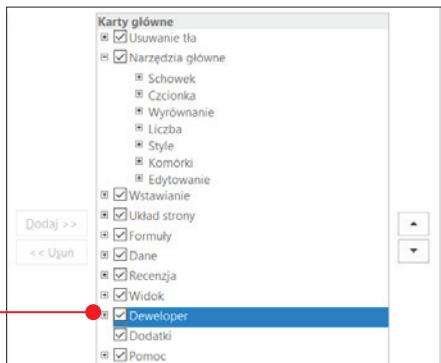 Karty główne
Usuwanie tła
Narzędzia główne
Schowek
Czcionka
Wyrównanie
Liczba
Style
Komórki
Edytowanie
Wstawianie
Układ strony
Formuły
Dane
Recenzja
Widok
Deweloper
Dodatki
Pomoc
Dodaj >>
<< Usuń